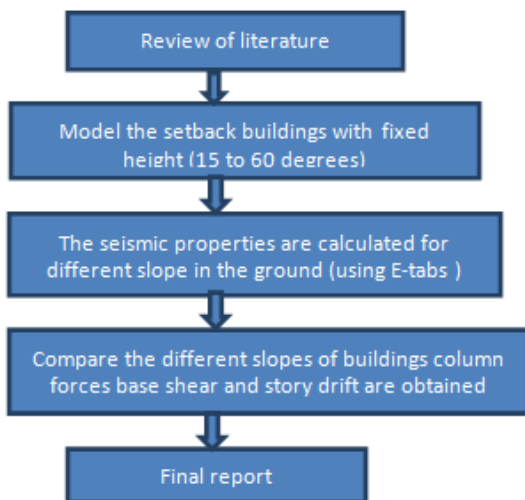 Review of literature
Model the setback buildings with fixed
height (15 to 60 degrees)
The seismic properties are calculated for
different slope in the ground (using E-tabs )
Compare the different slopes of buildings column
forces base shear and story drift are obtained
Final report